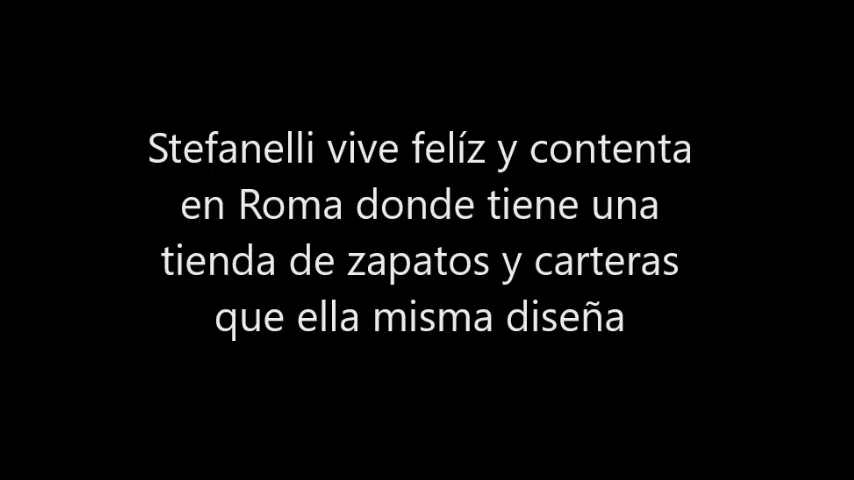 Stefanelli vive felíz y contenta
en Roma donde tiene una
tienda de zapatos y carteras
que ella misma diseña